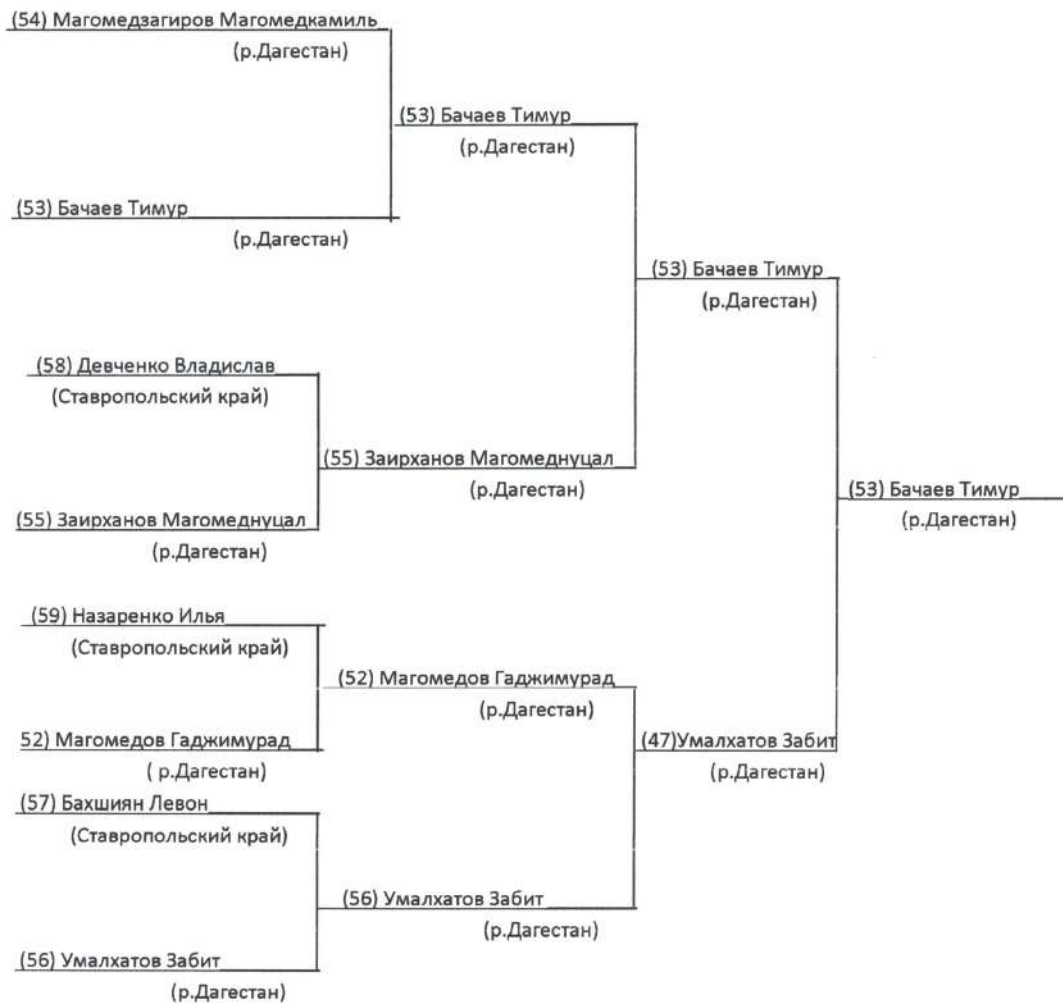 (54) Магомедзагиров Магомедкамиль
(р.Дагестан)
(53) Бачаев Тимур
(р.Дагестан)
(53) Бачаев Тимур
(р.Дагестан)
(53) Бачаев Тимур
(р.Дагестан)
(58) Девченко Владислав
(Ставропольский край)
(55) Заирханов Магомеднуцал
(р.Дагестан)
(53) Бачаев Тимур
(р.Дагестан)
(55) Заирханов Магомеднуцал
(р.Дагестан)
(59) Назаренко Илья
(Ставропольский край)
(52) Магомедов Гаджимурад
(р.Дагестан)
52) Магомедов Гаджимурад
( р.Дагестан)
(47)Умалхатов Забит
(р.Дагестан)
(57) Бахшиян Левон
(Ставропольский край)
(56) Умалхатов Забит
(р.Дагестан)
(56) Умалхатов Забит
(р.Дагестан)